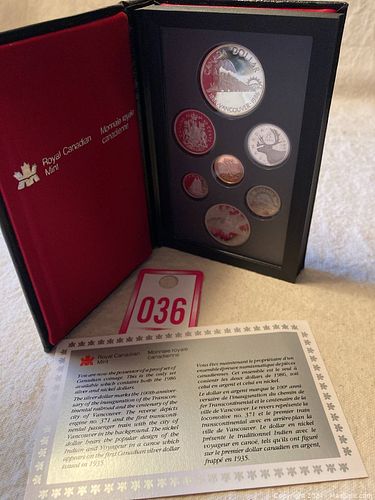 CANADA DOLLAR
VANCOUVER
Royal Canadian
Mint
Monnaie royale
canadienne
036
Royal Canadian
Mint
Monnaie royale
canadienne
You are now the possessor of a proof set of
Canadian coinage. This is the only set
available which contains both the 1986
silver and nickel dollars.
The silver dollar marks the 100th anniver-
sary of the inauguration of the Transcon-
tinental railroad and the centenary of the
city of Vancouver. The reverse depicts
engine no. 371 and the first transconti-
nental passenger train with the city of
Vancouver in the background. The nickel
dollar bears the popular design of the
Indian and Voyageur in a canoe which
appears on the first Canadian silver dollar
issued in 1935.
Vous êtes maintenant le propriétaire d'un
ensemble épreuve numismatique de pièces
canadiennes. Cet ensemble est le seul à
contenir les deux dollars de 1986, soit
celui en argent et celui en nickel.
Le dollar en argent marque le 100e anni-
versaire de l'inauguration du chemin de
fer Transcontinental et le centenaire de la
ville de Vancouver. Le revers représente la
locomotive no. 371 et le premier train
transcontinental avec en arrière-plan la
ville de Vancouver. Le dollar en nickel
présente le traditionnel Indien avec le
voyageur en canoë, tels qu'ils ont figuré
sur le premier dollar canadien en argent,
frappé en 1935.